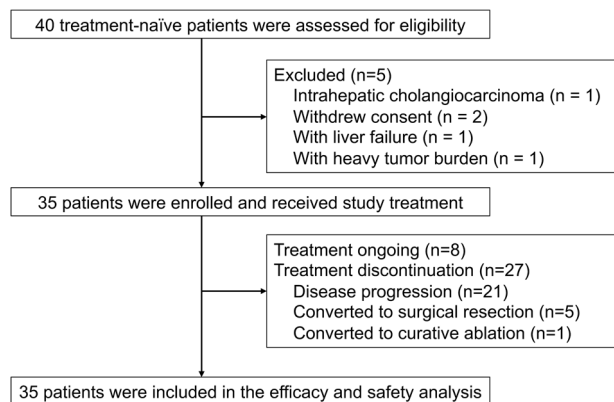 40 treatment-naïve patients were assessed for eligibility
Excluded (n=5)
Intrahepatic cholangiocarcinoma (n = 1)
Withdrew consent (n = 2)
With liver failure (n = 1)
With heavy tumor burden (n = 1)
35 patients were enrolled and received study treatment
Treatment ongoing (n=8)
Treatment discontinuation (n=27)
Disease progression (n=21)
Converted to surgical resection (n=5)
Converted to curative ablation (n=1)
35 patients were included in the efficacy and safety analysis